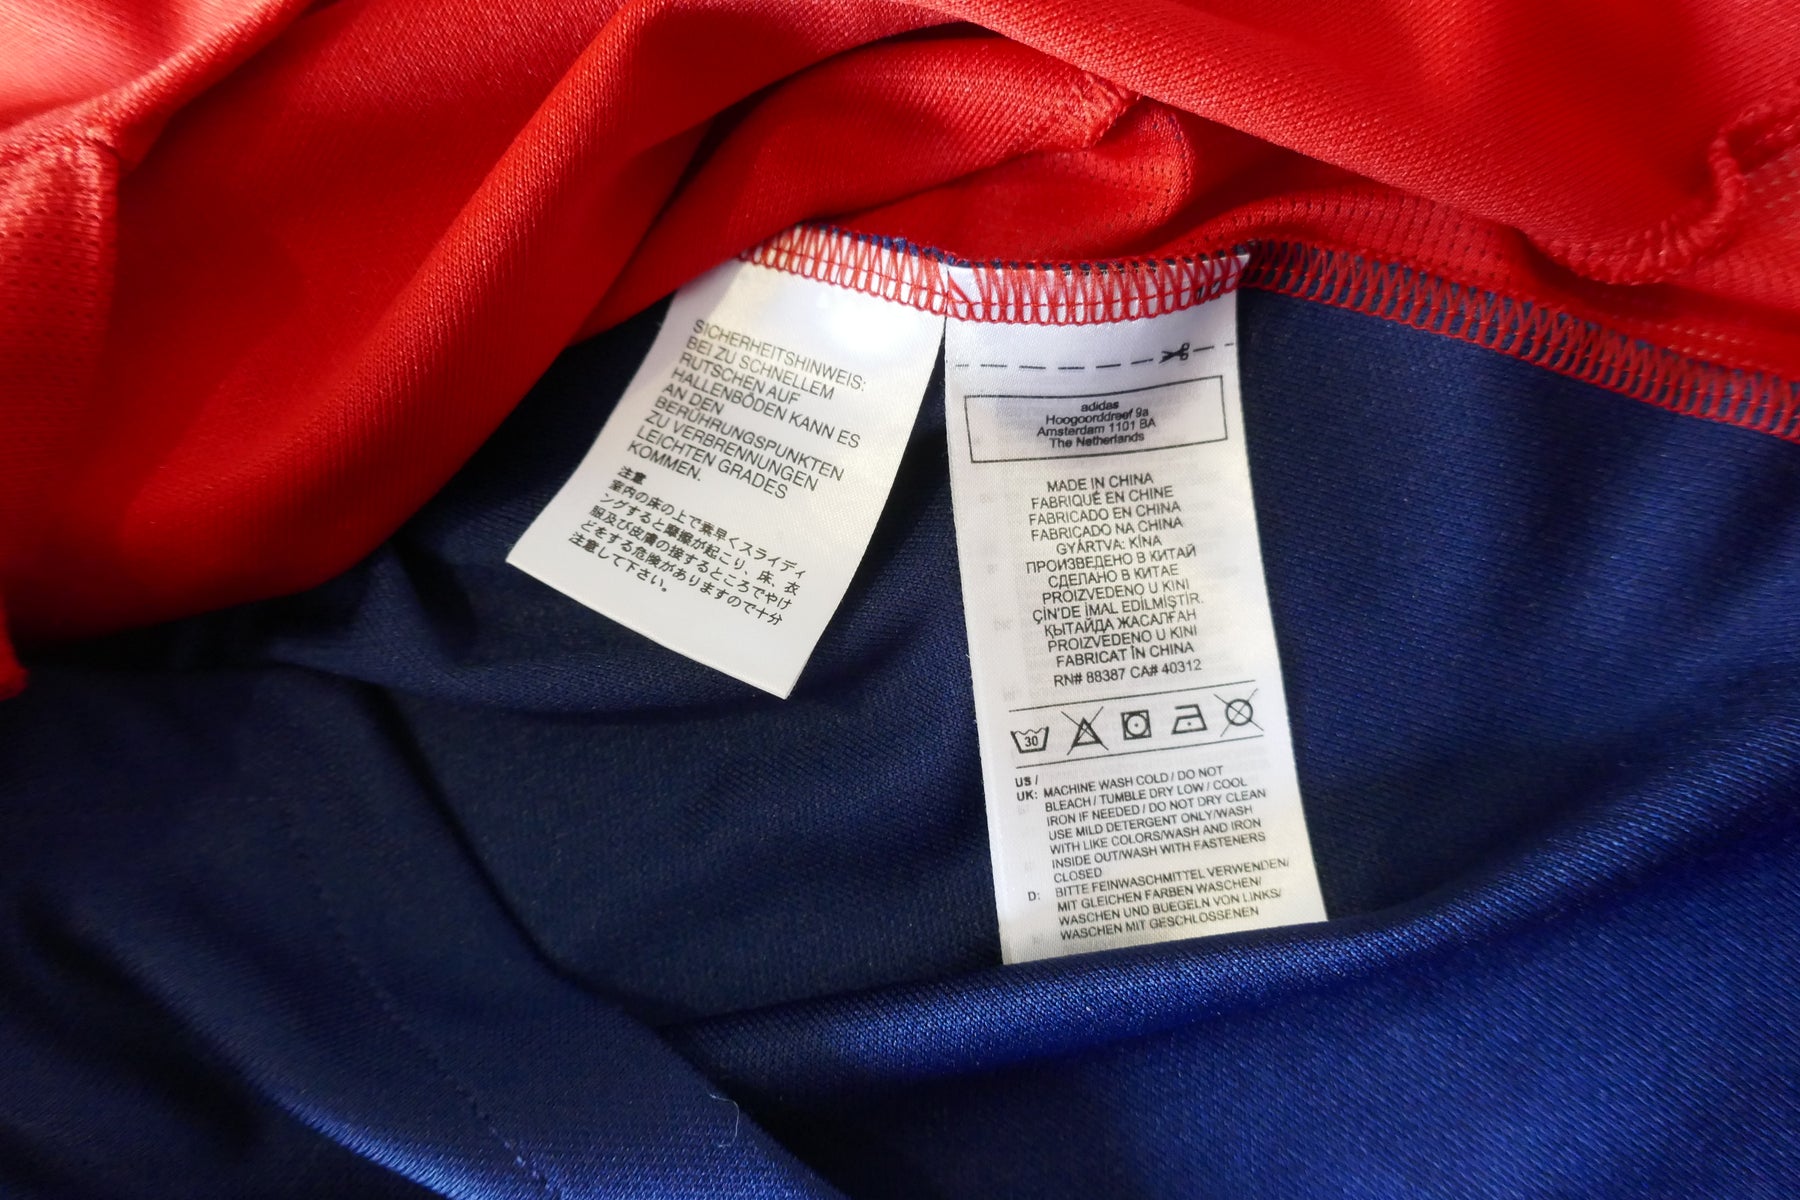 SICHERHEITSHINWEIS:
BEI ZU SCHNELLEM
RUTSCHEN AUF
HALLENBÖDEN KANN ES
AN DEN
BERÜHRUNGSPUNKTEN
ZU VERBRENNUNGEN
LEICHTEN GRADES
KOMMEN.
注意
室内の床の上で素早くスライディ
ングすると摩擦が起こり、床、衣
服及び皮膚の接するところでやけ
どをする危険がありますので十分
注意して下さい。
adidas
Hoogoorddreef 9a
Amsterdam 1101 BA
The Netherlands
MADE IN CHINA
FABRIQUÉ EN CHINE
FABRICADO EN CHINA
FABRICADO NA CHINA
GYÁRTVA: KÍNA
ПРОИЗВЕДЕНО В КИТАЙ
СДЕЛАНО В КИТАЕ
PROIZVEDENO U KINI
ÇİN'DE İMAL EDİLMİŞTİR.
ҚЫТАЙДА ЖАСАЛҒАН
PROIZVEDENO U KINI
FABRICAT ÎN CHINA
RN# 88387 CA# 40312
30
US /
UK: MACHINE WASH COLD / DO NOT
BLEACH / TUMBLE DRY LOW / COOL
IRON IF NEEDED / DO NOT DRY CLEAN
USE MILD DETERGENT ONLY/WASH
WITH LIKE COLORS/WASH AND IRON
INSIDE OUT/WASH WITH FASTENERS
CLOSED
D: BITTE FEINWASCHMITTEL VERWENDEN/
MIT GLEICHEN FARBEN WASCHEN/
WASCHEN UND BUEGELN VON LINKS/
WASCHEN MIT GESCHLOSSENEN